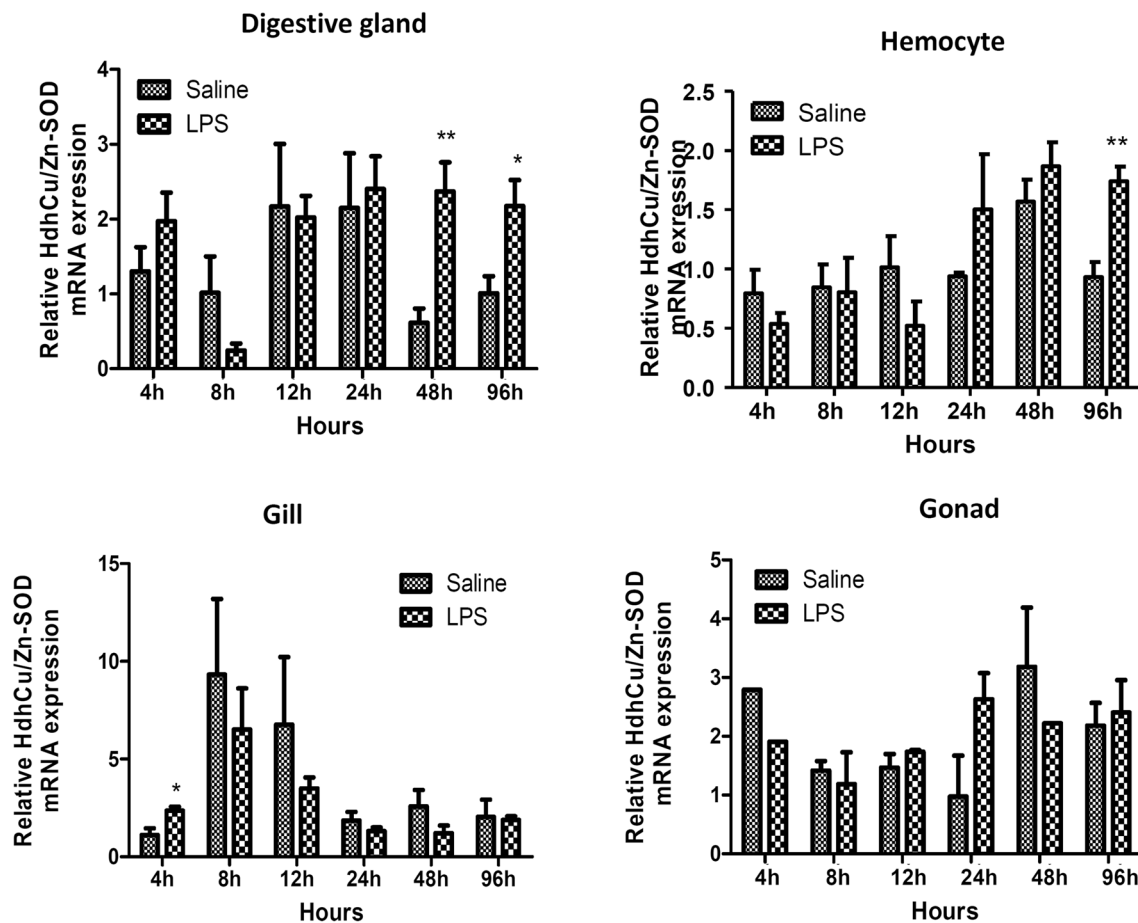 Digestive gland
Relative HdhCu/Zn-SOD
mRNA exression
4
3
2
1
0
Saline
LPS
**
*
4h 8h 12h 24h 48h 96h
Hours
Hemocyte
Relative HdhCu/Zn-SOD
mRNA exression
2.5
2.0
1.5
1.0
0.5
0.0
Saline
LPS
**
4h 8h 12h 24h 48h 96h
Hours
Gill
Relative HdhCu/Zn-SOD
mRNA expression
15
10
5
0
Saline
LPS
*
4h 8h 12h 24h 48h 96h
Hours
Gonad
Relative HdhCu/Zn-SOD
mRNA expression
5
4
3
2
1
0
Saline
LPS
4h 8h 12h 24h 48h 96h
Hours